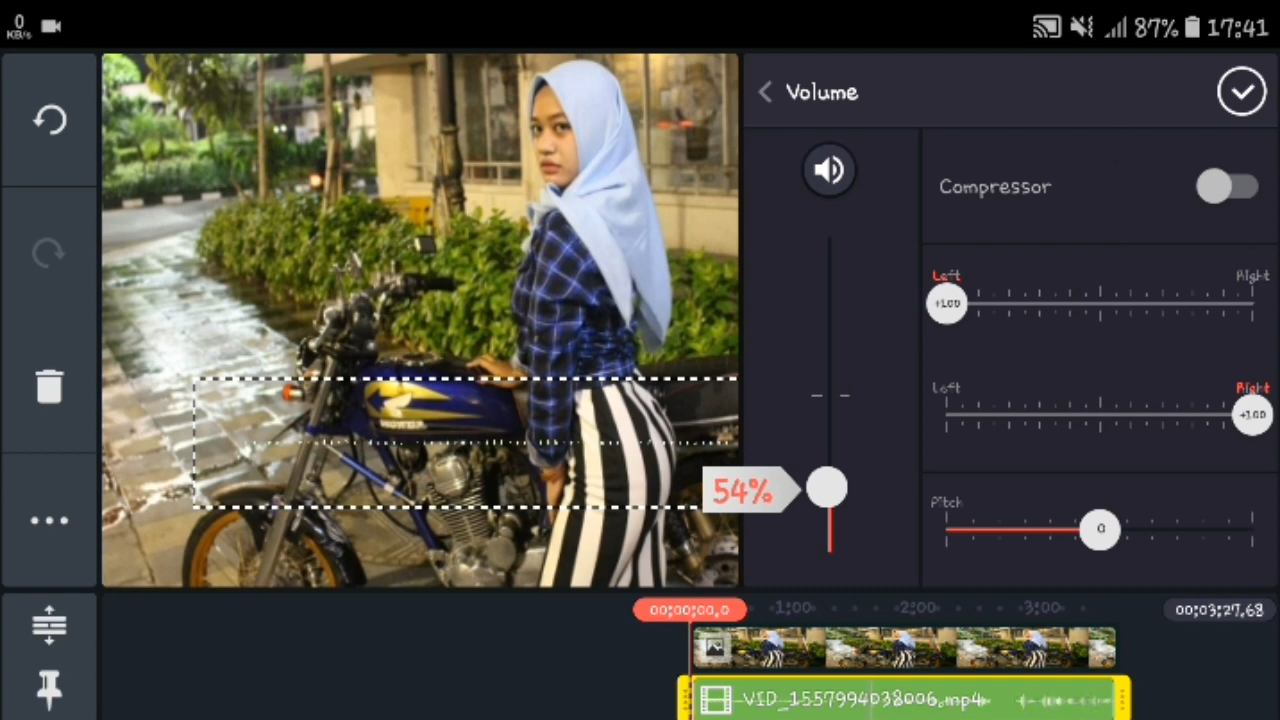 0
KB/s
87%
17:41
Volume
Compressor
Left
Right
+100
Left
Right
+100
HONDA
54%
Pitch
0
00:00:00.0
1:00
2:00
3:00
00:03:27.68
VID_1557994038006.mp4